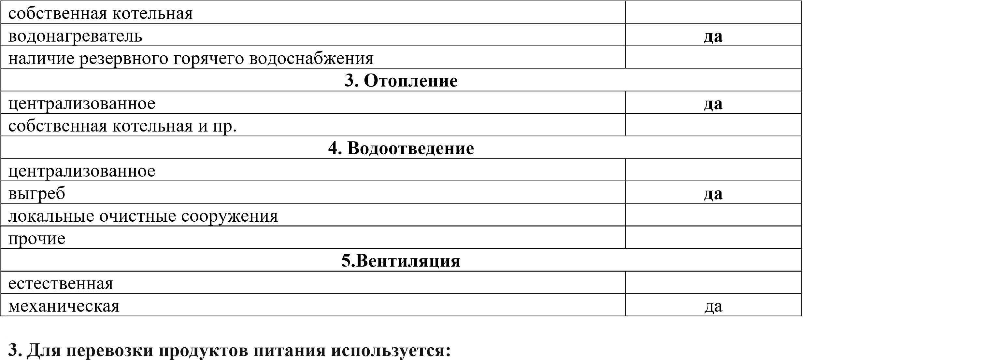 собственная котельная
водонагреватель да
наличие резервного горячего водоснабжения
3. Отопление
централизованное да
собственная котельная и пр.
4. Водоотведение
централизованное
выгреб да
локальные очистные сооружения
прочие
5.Вентиляция
естественная
механическая да
3. Для перевозки продуктов питания используется: